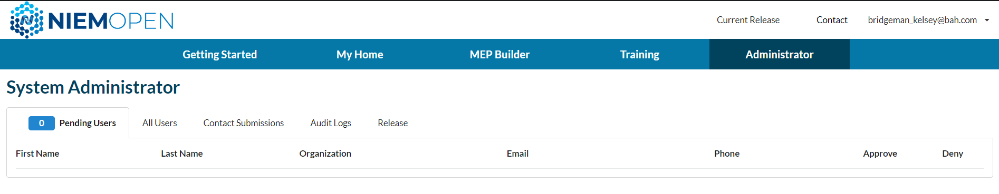 NIEMOPEN
Current Release Contact bridgeman_kelsey@bah.com
Getting Started My Home MEP Builder Training Administrator
System Administrator
0 Pending Users All Users Contact Submissions Audit Logs Release
First Name Last Name Organization Email Phone Approve Deny